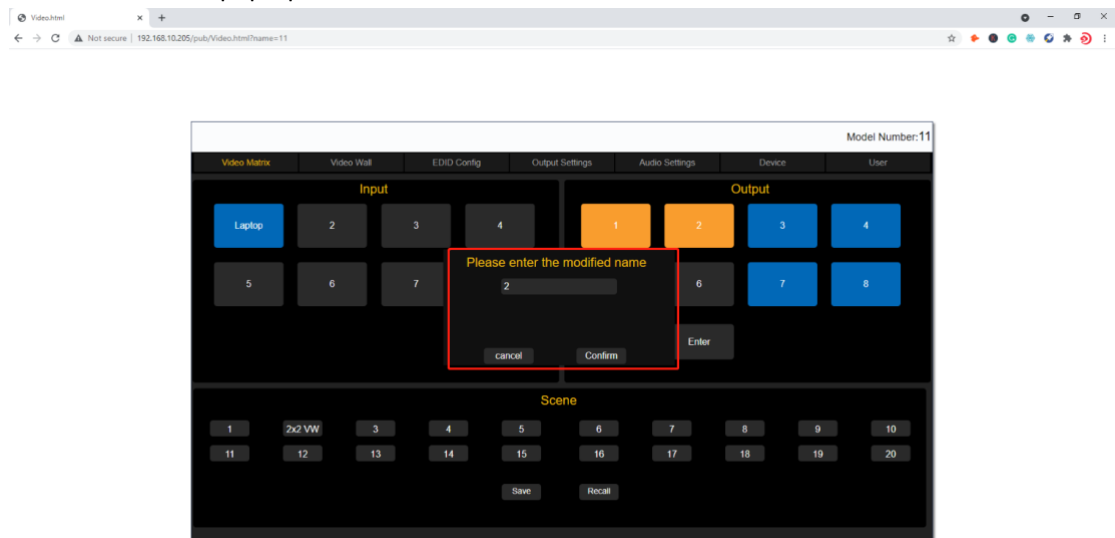 Video.html
Not secure | 192.168.10.205/pub/Video.html?name=11
Model Number:11
Video Matrix Video Wall EDID Config Output Settings Audio Settings Device User
Input Output
Laptop 2 3 4 1 2 3 4
Please enter the modified name
2
5 6 7 6 7 8
Enter
cancel Confirm
Scene
1 2x2 VW 3 4 5 6 7 8 9 10
11 12 13 14 15 16 17 18 19 20
Save Recall